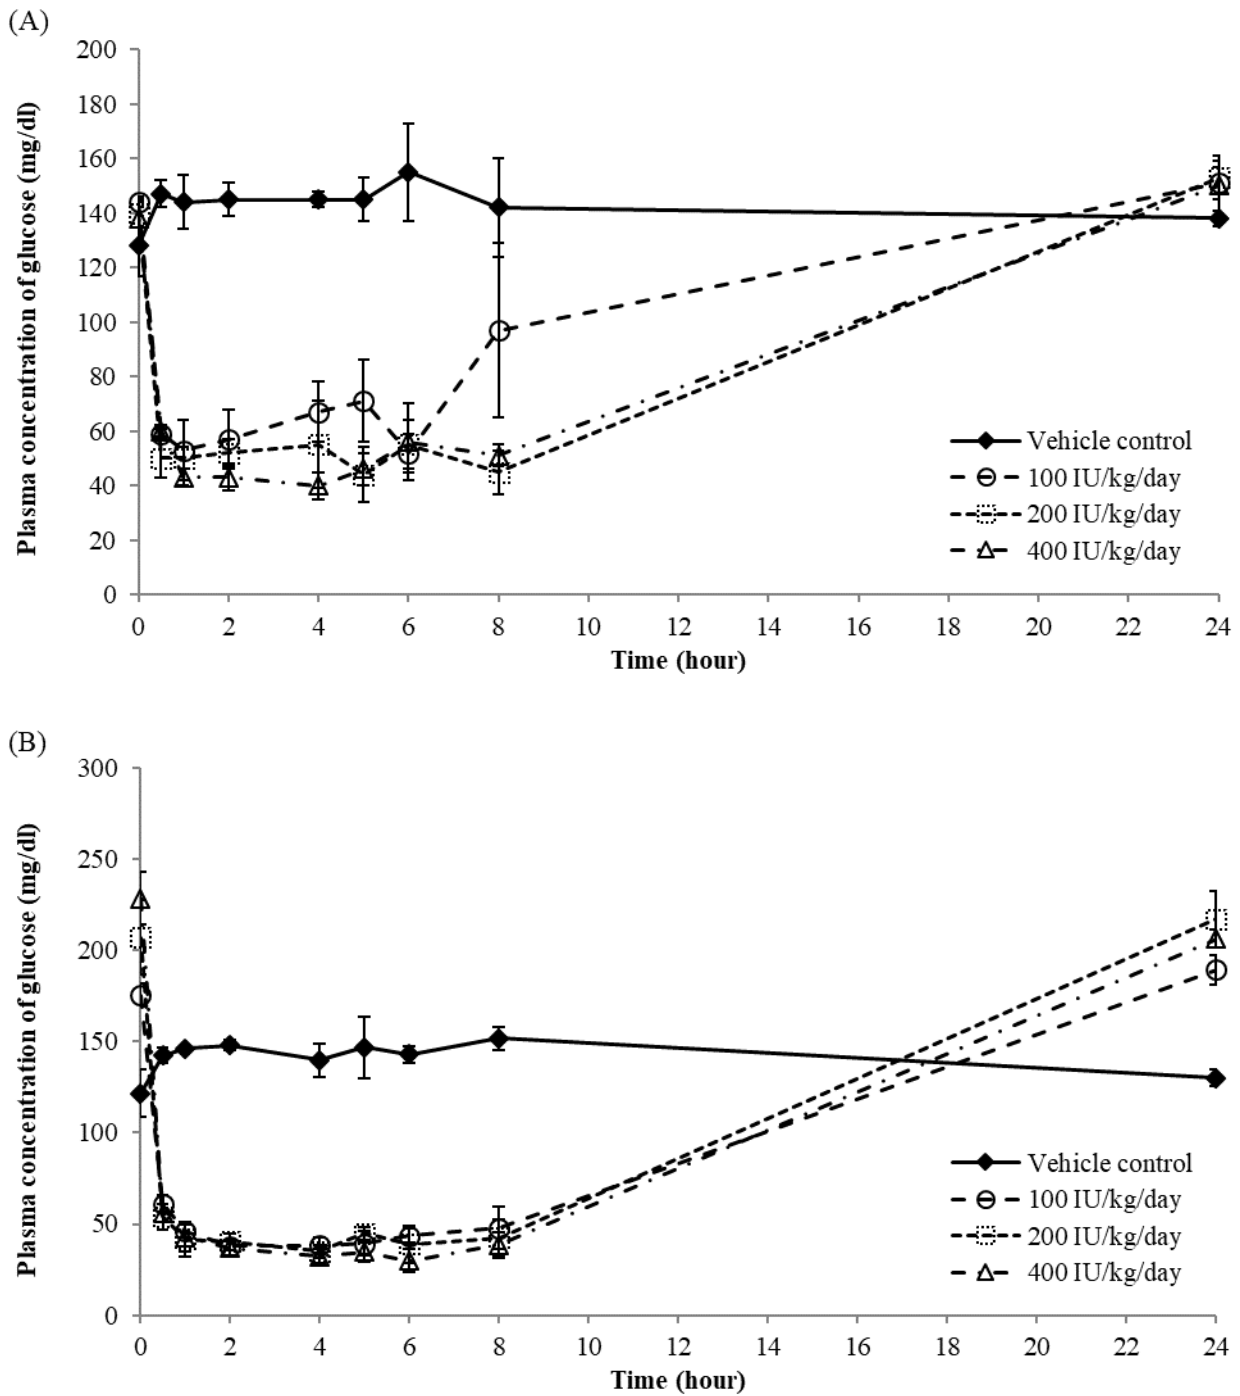 (A)
200
180
160
140
120
100
80
60
40
20
0
Plasma concentration of glucose (mg/dl)
Vehicle control
100 IU/kg/day
200 IU/kg/day
400 IU/kg/day
0 2 4 6 8 10 12 14 16 18 20 22 24
Time (hour)
(B)
300
250
200
150
100
50
0
Plasma concentration of glucose (mg/dl)
Vehicle control
100 IU/kg/day
200 IU/kg/day
400 IU/kg/day
0 2 4 6 8 10 12 14 16 18 20 22 24
Time (hour)